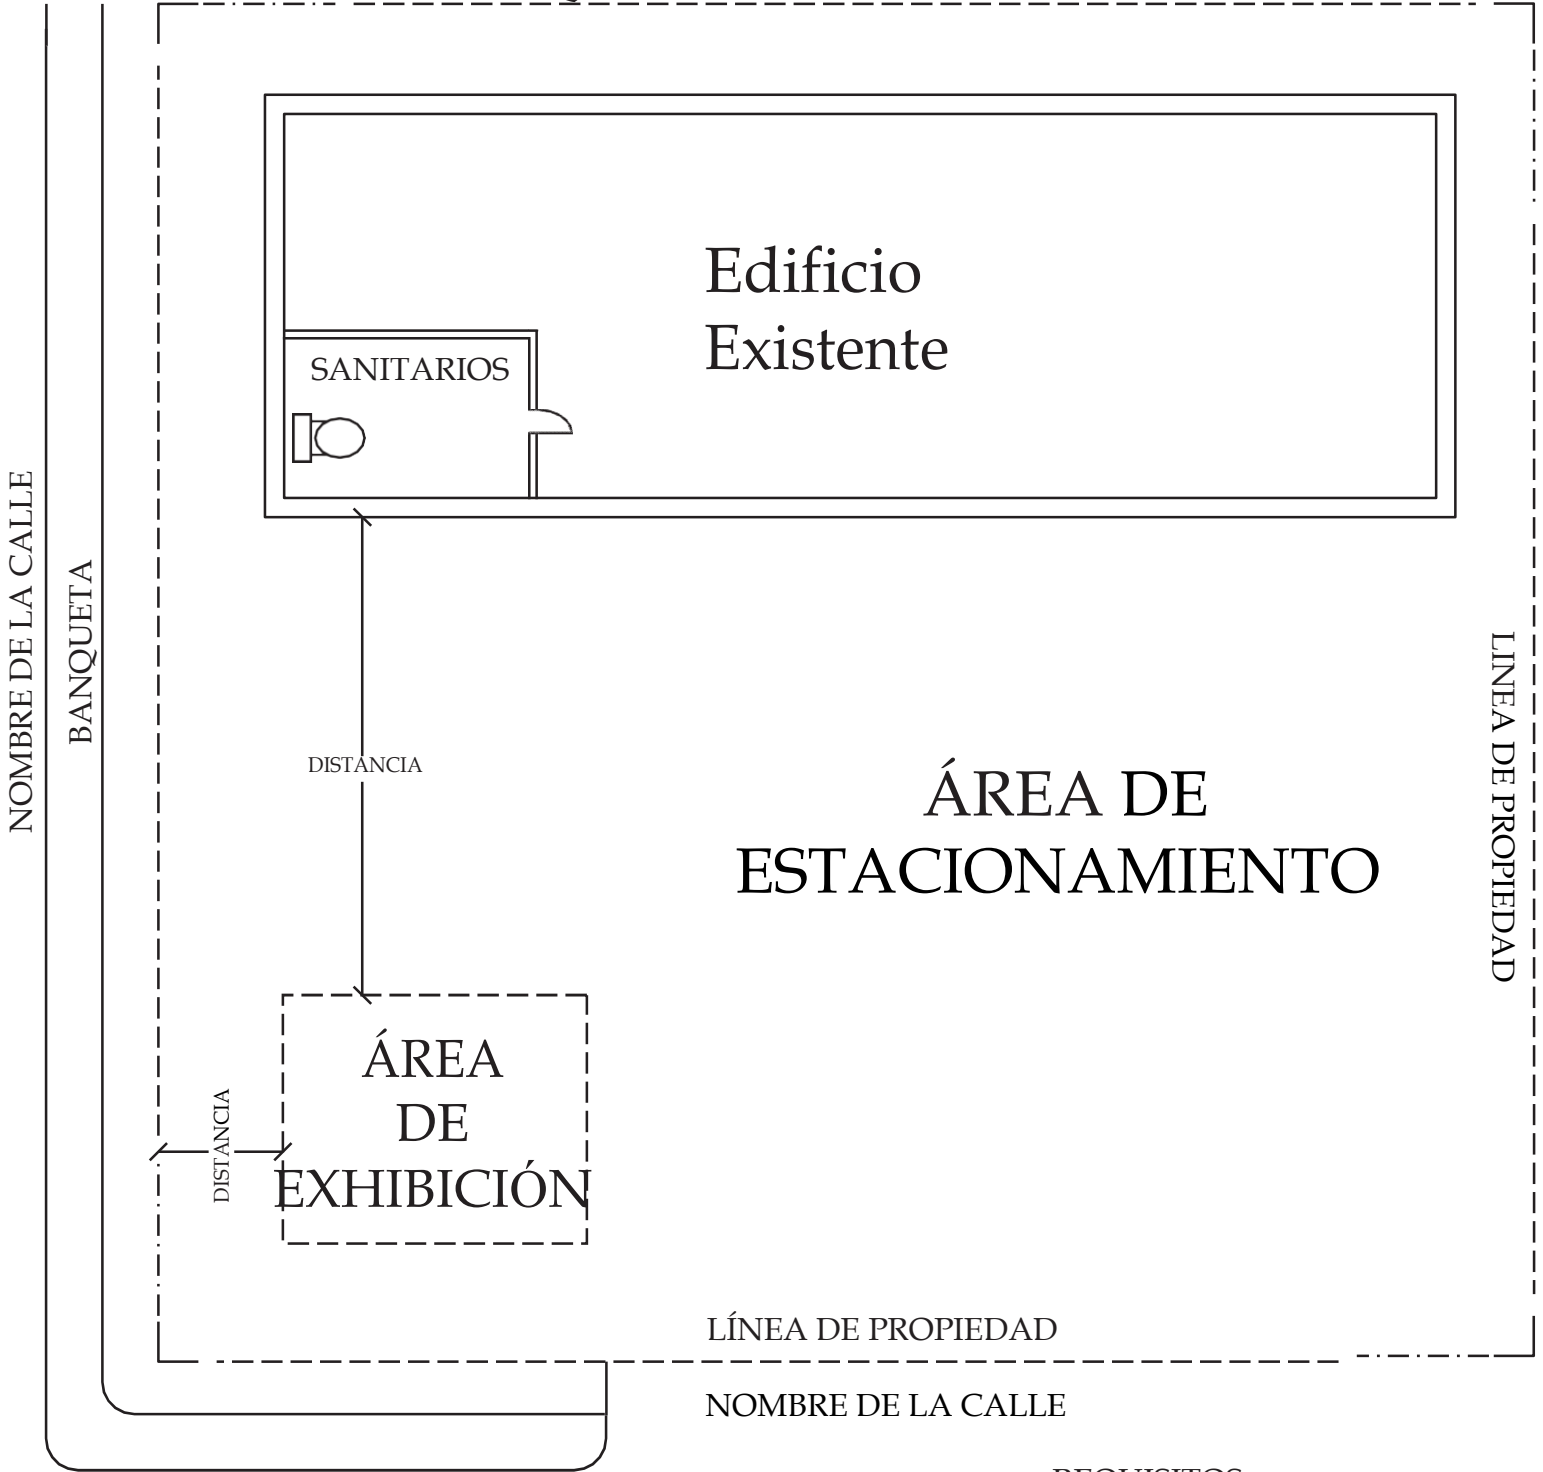 Edificio
Existente
SANITARIOS
NOMBRE DE LA CALLE
BANQUETA
DISTANCIA
LINEA DE PROPIEDAD
ÁREA DE
ESTACIONAMIENTO
ÁREA
DE
EXHIBICIÓN
DISTANCIA
LÍNEA DE PROPIEDAD
NOMBRE DE LA CALLE
REQUISITOS